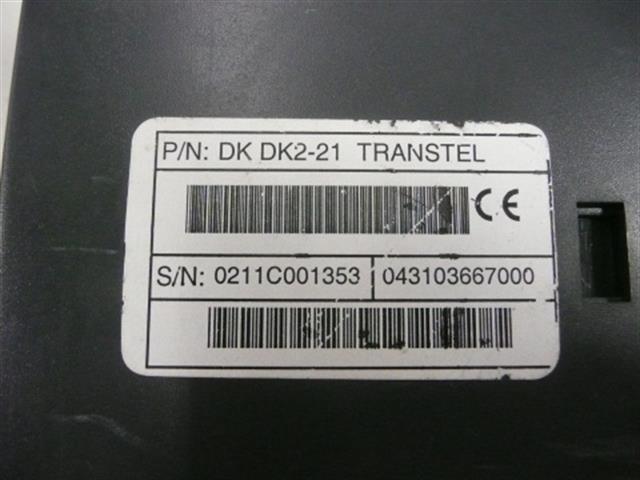 P/N: DK DK2-21 TRANSTEL
CE
S/N: 0211C001353 043103667000